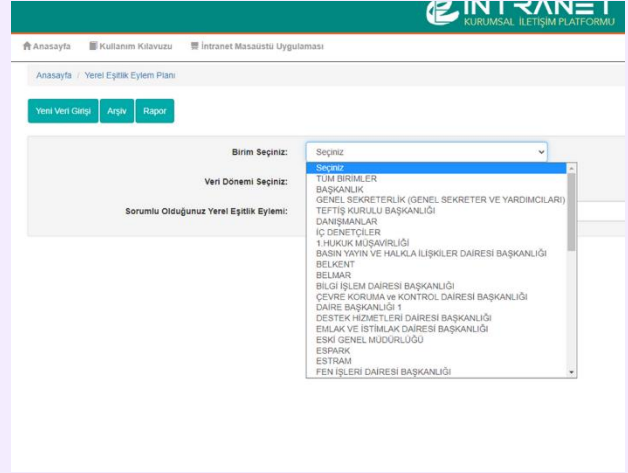 INTRANET
KURUMSAL İLETİŞİM PLATFORMU
Anasayfa Kullanım Kılavuzu İntranet Masaüstü Uygulaması
Anasayfa / Yerel Eşitlik Eylem Planı
Yeni Veri Girişi Arşiv Rapor
Birim Seçiniz: Seçiniz
Veri Dönemi Seçiniz:
Sorumlu Olduğunuz Yerel Eşitlik Eylemi:
Seçiniz
TÜM BİRİMLER
BAŞKANLIK
GENEL SEKRETERLİK (GENEL SEKRETER VE YARDIMCILARI)
TEFTİŞ KURULU BAŞKANLIĞI
DANIŞMANLAR
İÇ DENETÇİLER
1.HUKUK MÜŞAVİRLİĞİ
BASIN YAYIN VE HALKLA İLİŞKİLER DAİRESİ BAŞKANLIĞI
BELKENT
BELMAR
BİLGİ İŞLEM DAİRESİ BAŞKANLIĞI
ÇEVRE KORUMA ve KONTROL DAİRESİ BAŞKANLIĞI
DAİRE BAŞKANLIĞI 1
DESTEK HİZMETLERİ DAİRESİ BAŞKANLIĞI
EMLAK VE İSTİMLAK DAİRESİ BAŞKANLIĞI
ESKİ GENEL MÜDÜRLÜĞÜ
ESPARK
ESTRAM
FEN İŞLERİ DAİRESİ BAŞKANLIĞI